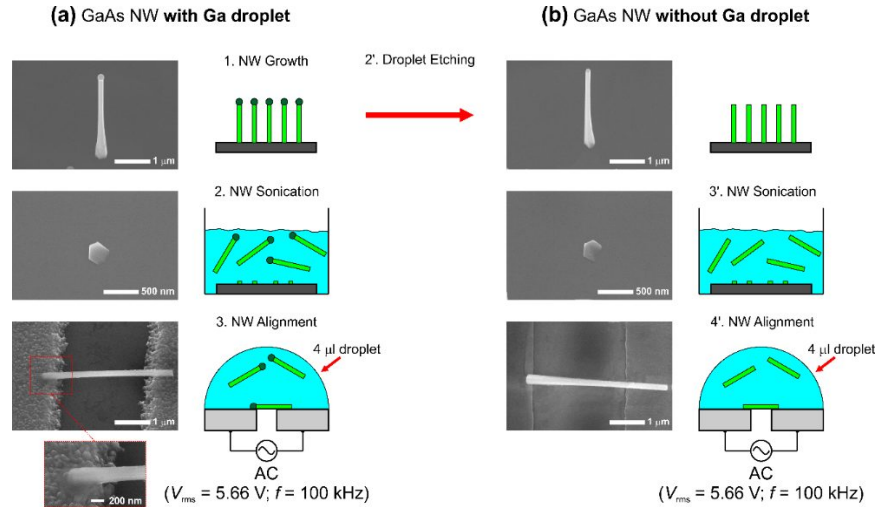 (a) GaAs NW with Ga droplet
(b) GaAs NW without Ga droplet
1. NW Growth
2'. Droplet Etching
1 μm
1 μm
2. NW Sonication
3'. NW Sonication
500 nm
500 nm
3. NW Alignment
4'. NW Alignment
4 μl droplet
4 μl droplet
1 μm
1 μm
200 nm
AC
AC
(Vrms = 5.66 V; f = 100 kHz)
(Vrms = 5.66 V; f = 100 kHz)